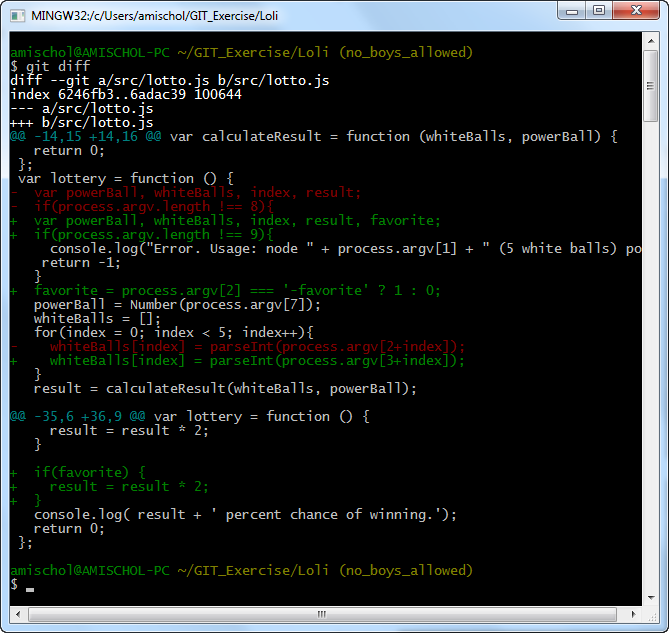 MINGW32:/c/Users/amischol/GIT_Exercise/Loli
amischol@AMISCHOL-PC ~/GIT_Exercise/Loli (no_boys_allowed)
$ git diff
diff --git a/src/lotto.js b/src/lotto.js
index 6246fb3..6adac39 100644
--- a/src/lotto.js
+++ b/src/lotto.js
@@ -14,15 +14,16 @@ var calculateResult = function (whiteBalls, powerBall) {
   return 0;
 };
 var lottery = function () {
-  var powerBall, whiteBalls, index, result;
-  if(process.argv.length !== 8){
+  var powerBall, whiteBalls, index, result, favorite;
+  if(process.argv.length !== 9){
     console.log("Error. Usage: node " + process.argv[1] + " (5 white balls) po
    return -1;
   }
+  favorite = process.argv[2] === '-favorite' ? 1 : 0;
   powerBall = Number(process.argv[7]);
   whiteBalls = [];
   for(index = 0; index < 5; index++){
-    whiteBalls[index] = parseInt(process.argv[2+index]);
+    whiteBalls[index] = parseInt(process.argv[3+index]);
   }
   result = calculateResult(whiteBalls, powerBall);
@@ -35,6 +36,9 @@ var lottery = function () {
     result = result * 2;
   }
+  if(favorite) {
+    result = result * 2;
+  }
   console.log( result + ' percent chance of winning.');
   return 0;
 };
amischol@AMISCHOL-PC ~/GIT_Exercise/Loli (no_boys_allowed)
$